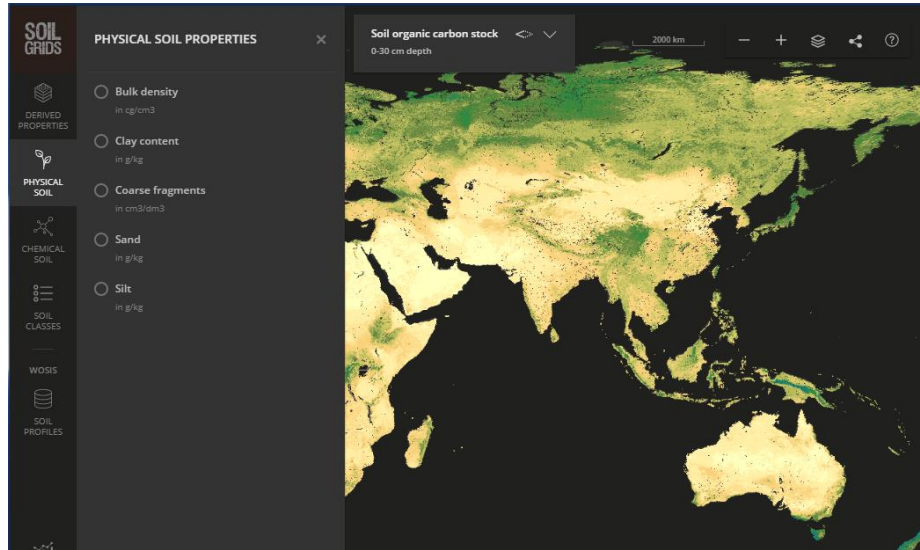 SOIL
GRIDS
DERIVED
PROPERTIES
PHYSICAL
SOIL
CHEMICAL
SOIL
SOIL
CLASSES
WOSIS
SOIL
PROFILES
PHYSICAL SOIL PROPERTIES
Bulk density
in cg/cm3
Clay content
in g/kg
Coarse fragments
in cm3/dm3
Sand
in g/kg
Silt
in g/kg
Soil organic carbon stock
0-30 cm depth
2000 km